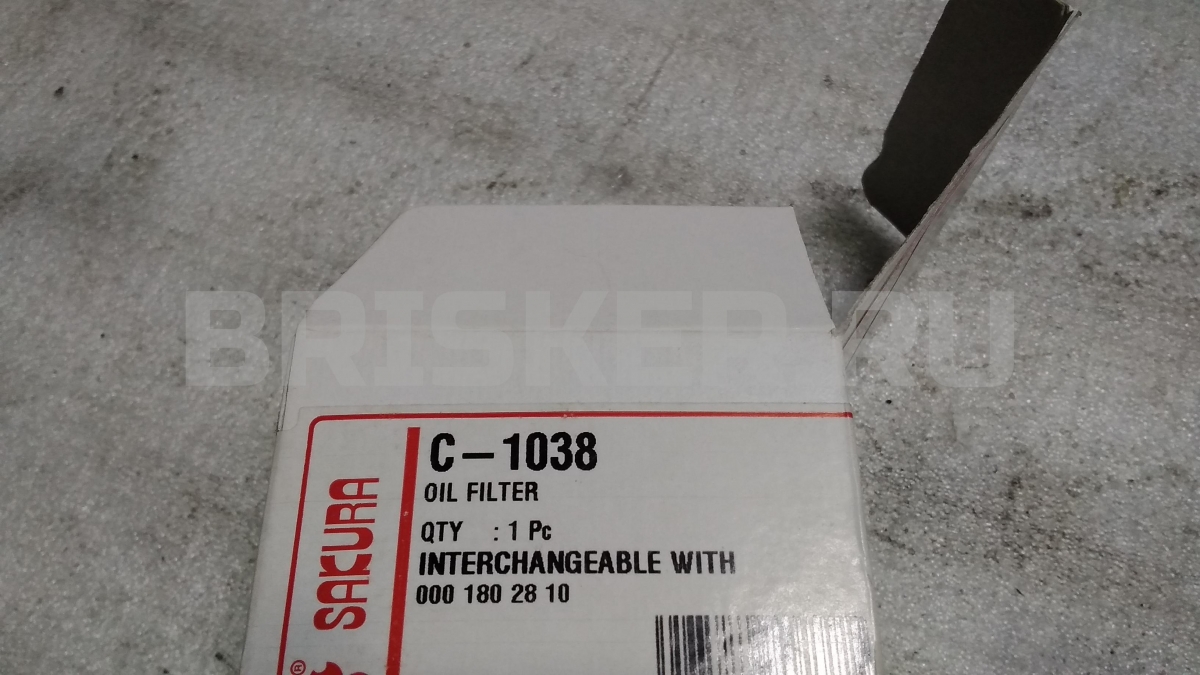 BRISKER.RU
C-1038
OIL FILTER
QTY : 1 Pc
INTERCHANGEABLE WITH
000 180 28 10
SAKURA
®